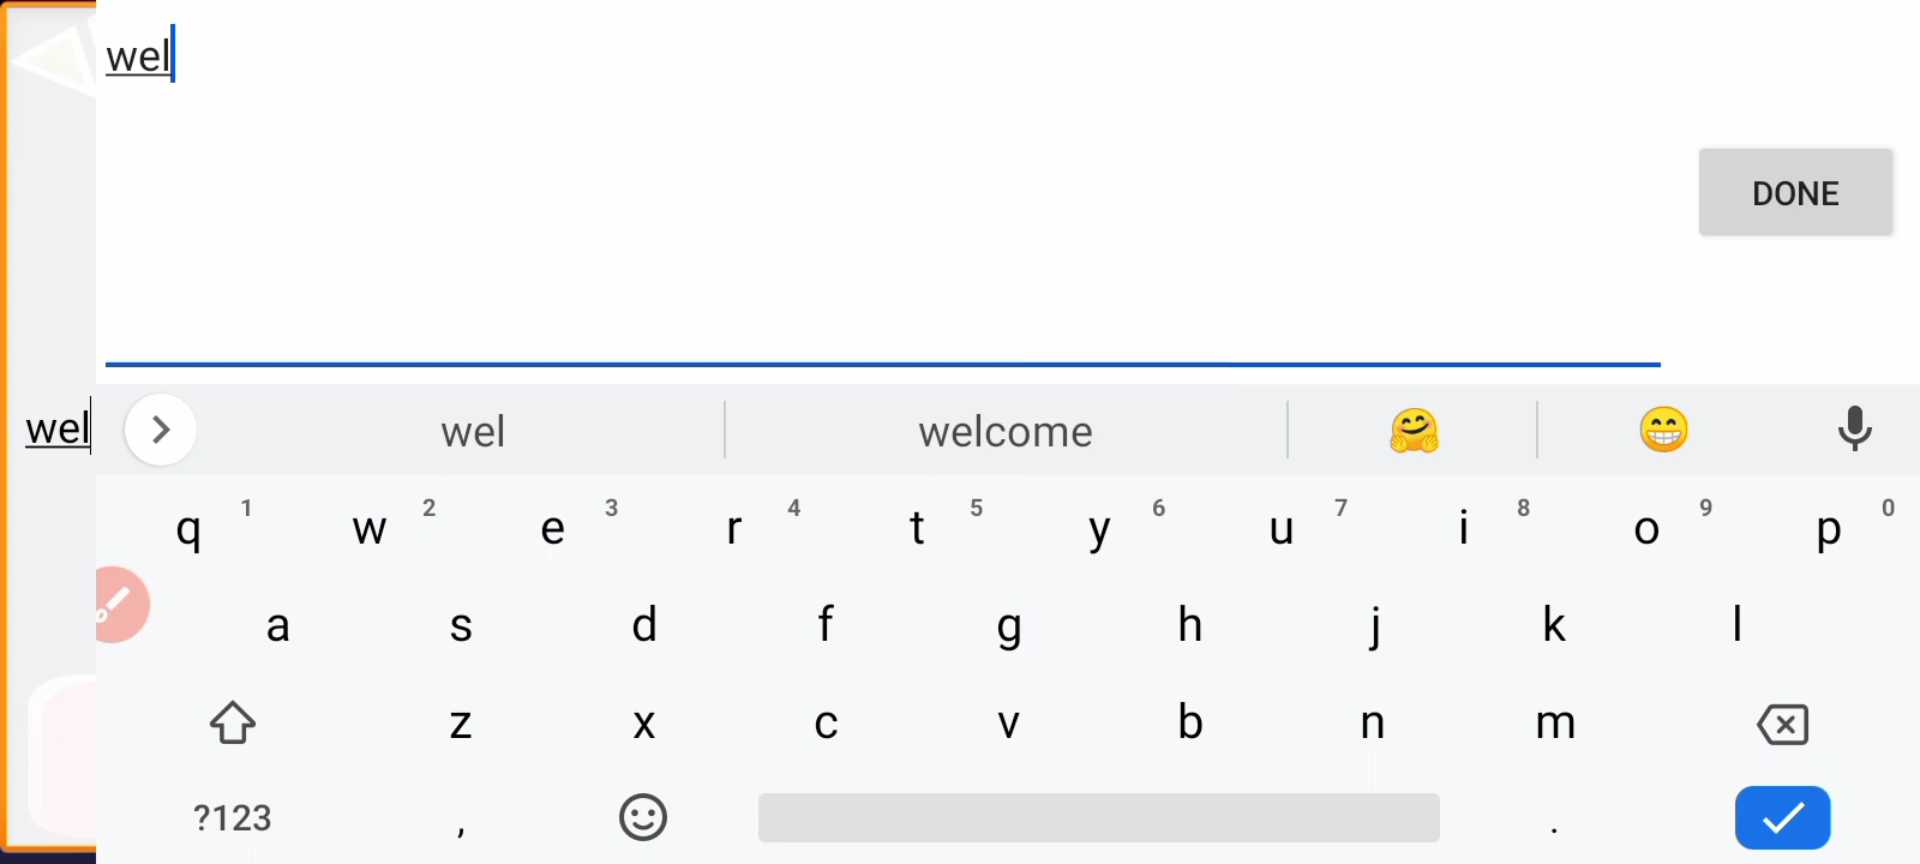 wel
DONE
wel
wel welcome 🤗 😁
q 1 w 2 e 3 r 4 t 5 y 6 u 7 i 8 o 9 p 0
a s d f g h j k l
z x c v b n m
?123 , .